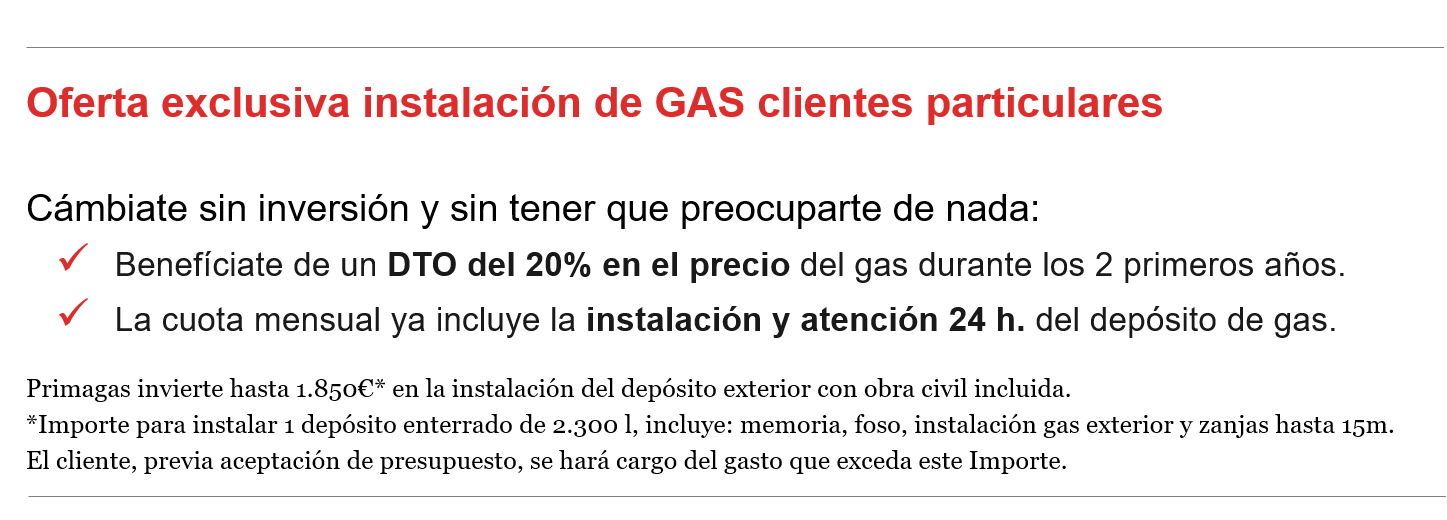 Oferta exclusiva instalación de GAS clientes particulares
Cámbiate sin inversión y sin tener que preocuparte de nada:
✓ Benefíciate de un DTO del 20% en el precio del gas durante los 2 primeros años.
✓ La cuota mensual ya incluye la instalación y atención 24 h. del depósito de gas.
Primagas invierte hasta 1.850€* en la instalación del depósito exterior con obra civil incluida.
*Importe para instalar 1 depósito enterrado de 2.300 l, incluye: memoria, foso, instalación gas exterior y zanjas hasta 15m.
El cliente, previa aceptación de presupuesto, se hará cargo del gasto que exceda este Importe.